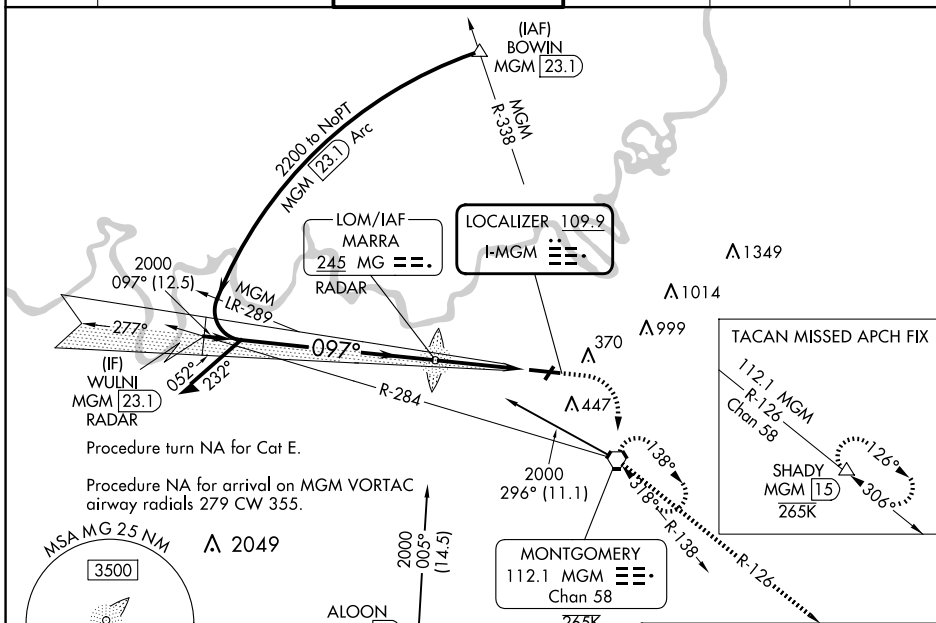 (IAF)
BOWIN
MGM 23.1
MGM
R-338
2200 to NoPT
MGM 23.1 Arc
LOM/IAF
MARRA
245 MG
RADAR
LOCALIZER 109.9
I-MGM
1349
1014
999
370
447
2000
097° (12.5)
MGM
LR-289
277°
097°
(IF)
WULNI
MGM 23.1
RADAR
052°
232°
R-284
TACAN MISSED APCH FIX
112.1 MGM
R-126
Chan 58
SHADY
MGM 15
265K
126°
306°
Procedure turn NA for Cat E.
Procedure NA for arrival on MGM VORTAC
airway radials 279 CW 355.
2000
296° (11.1)
138°
318°
R-138
R-126
MSA MG 25 NM
3500
2049
2000
005°
(14.5)
MONTGOMERY
112.1 MGM
Chan 58
265K
ALOON